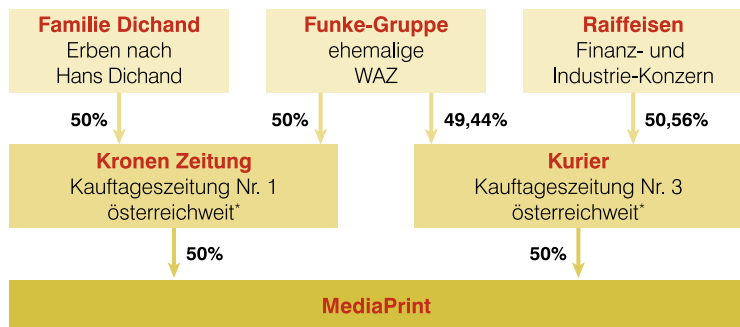 Familie Dichand
Erben nach
Hans Dichand
Funke-Gruppe
ehemalige
WAZ
Raiffeisen
Finanz- und
Industrie-Konzern
50%
50%
49,44%
50,56%
Kronen Zeitung
Kauftageszeitung Nr. 1
österreichweit*
Kurier
Kauftageszeitung Nr. 3
österreichweit*
50%
50%
MediaPrint